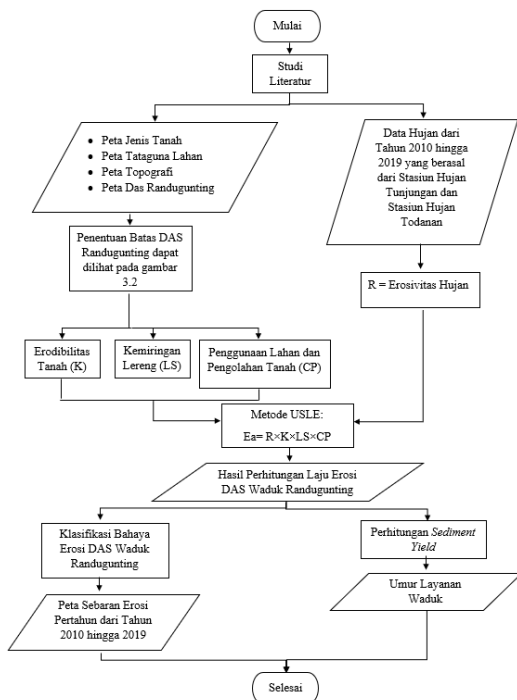 Mulai
Studi
Literatur
• Peta Jenis Tanah
• Peta Tataguna Lahan
• Peta Topografi
• Peta Das Randugunting
Data Hujan dari
Tahun 2010 hingga
2019 yang berasal
dari Stasiun Hujan
Tunjungan dan
Stasiun Hujan
Todanan
Penentuan Batas DAS
Randugunting dapat
dilihat pada gambar
3.2
R = Erosivitas Hujan
Erodibilitas
Tanah (K)
Kemiringan
Lereng (LS)
Penggunaan Lahan dan
Pengolahan Tanah (CP)
Metode USLE:
Ea= R×K×LS×CP
Hasil Perhitungan Laju Erosi
DAS Waduk Randugunting
Klasifikasi Bahaya
Erosi DAS Waduk
Randugunting
Perhitungan Sediment
Yield
Peta Sebaran Erosi
Pertahun dari Tahun
2010 hingga 2019
Umur Layanan
Waduk
Selesai